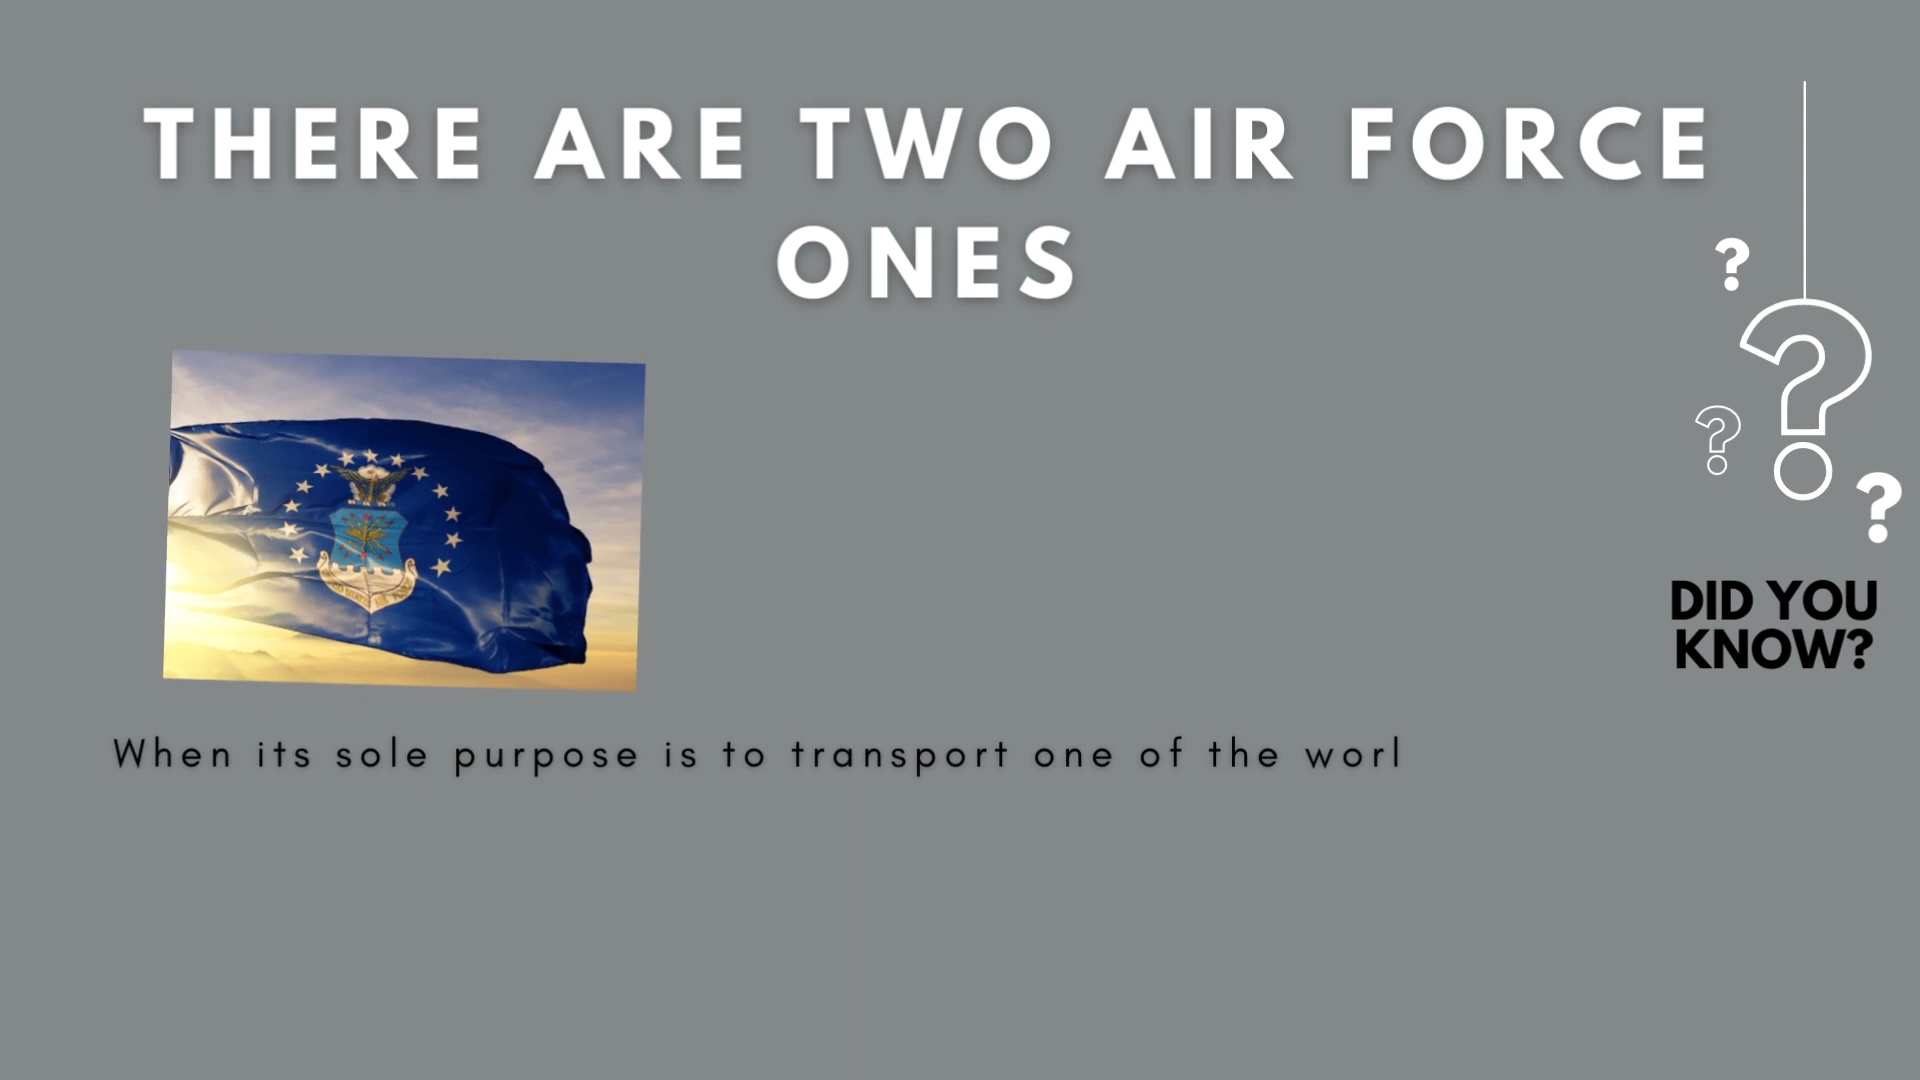 THERE ARE TWO AIR FORCE
ONES
?
?
?
?
DID YOU
KNOW?
When its sole purpose is to transport one of the worl